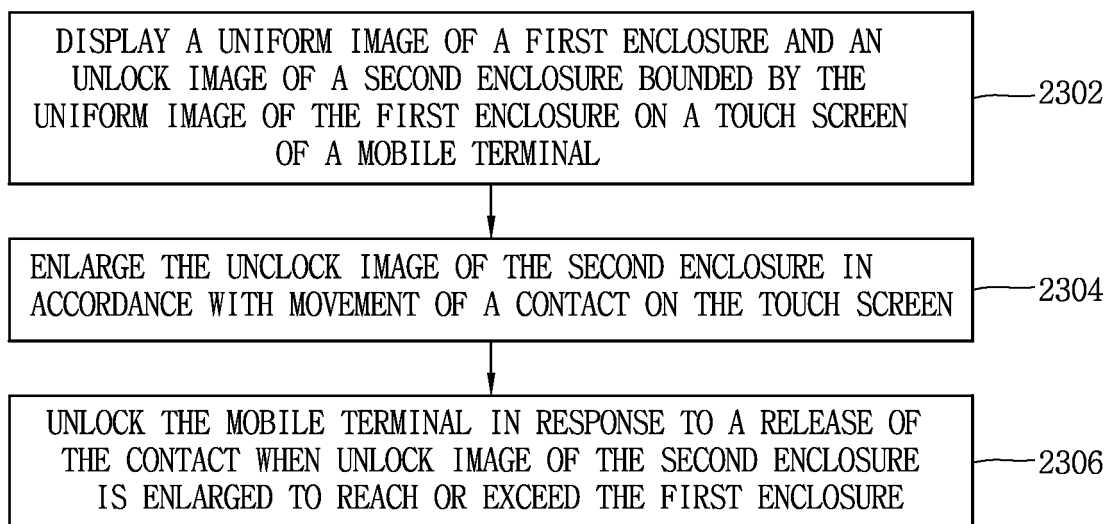 DISPLAY A UNIFORM IMAGE OF A FIRST ENCLOSURE AND AN
UNLOCK IMAGE OF A SECOND ENCLOSURE BOUNDED BY THE
UNIFORM IMAGE OF THE FIRST ENCLOSURE ON A TOUCH SCREEN
OF A MOBILE TERMINAL
2302
ENLARGE THE UNCLOCK IMAGE OF THE SECOND ENCLOSURE IN
ACCORDANCE WITH MOVEMENT OF A CONTACT ON THE TOUCH SCREEN
2304
UNLOCK THE MOBILE TERMINAL IN RESPONSE TO A RELEASE OF
THE CONTACT WHEN UNLOCK IMAGE OF THE SECOND ENCLOSURE
IS ENLARGED TO REACH OR EXCEED THE FIRST ENCLOSURE
2306